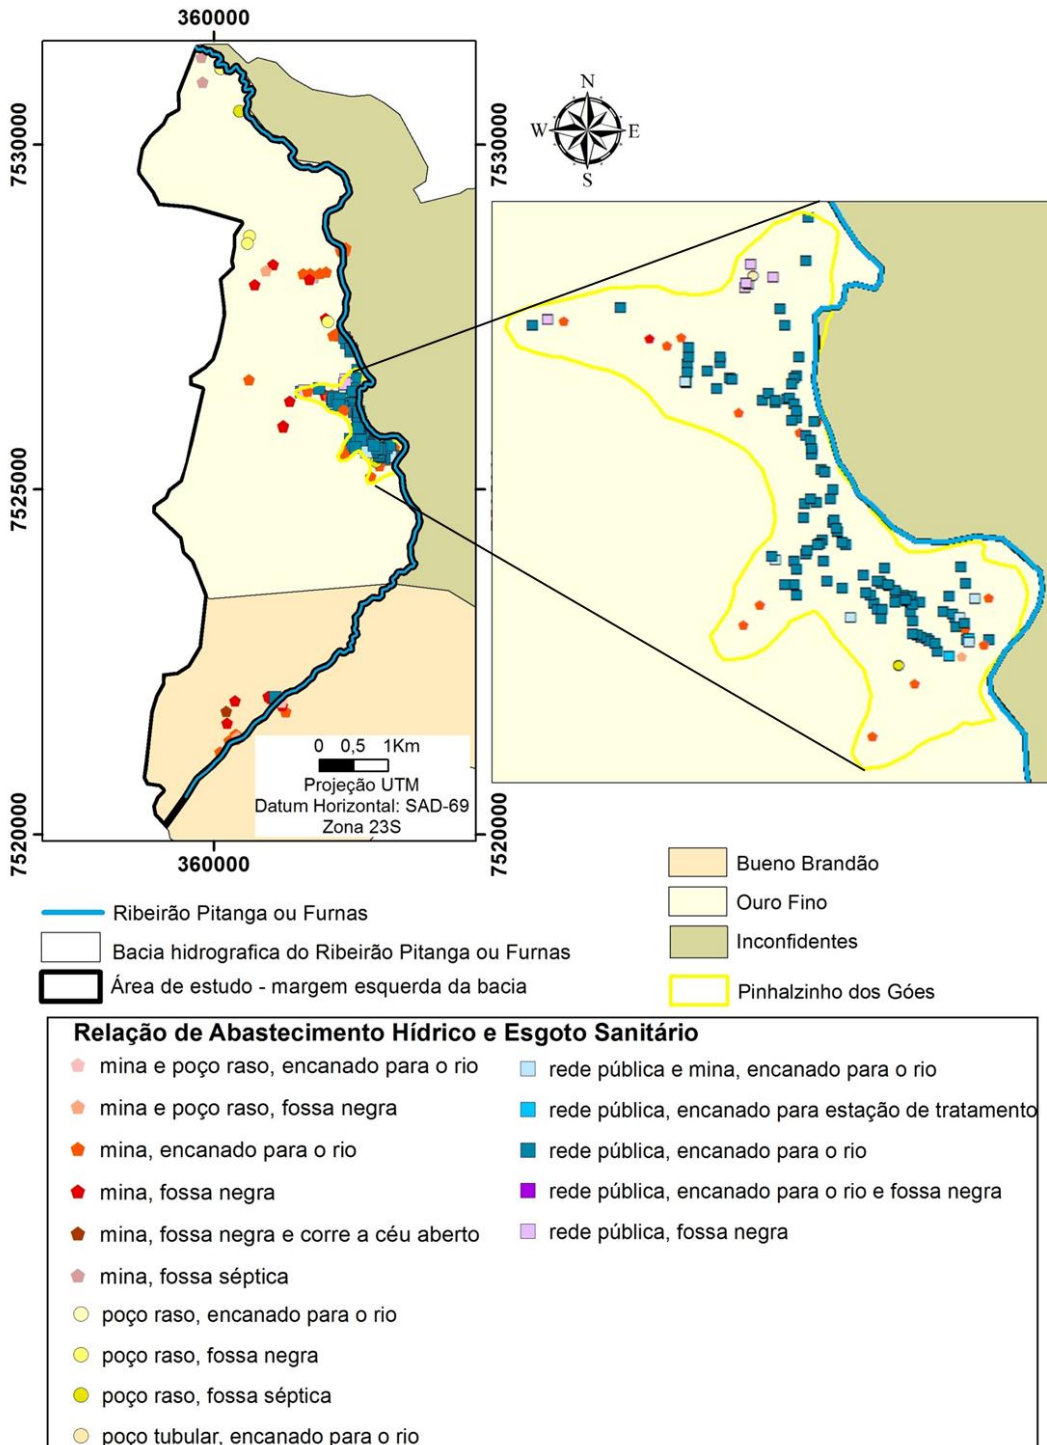 360000
7530000
7530000
N
W
E
S
7525000
7520000
7520000
0 0,5 1Km
Projeção UTM
Datum Horizontal: SAD-69
Zona 23S
360000
Ribeirão Pitanga ou Furnas
Bacia hidrografica do Ribeirão Pitanga ou Furnas
Área de estudo - margem esquerda da bacia
Bueno Brandão
Ouro Fino
Inconfidentes
Pinhalzinho dos Góes
Relação de Abastecimento Hídrico e Esgoto Sanitário
mina e poço raso, encanado para o rio
mina e poço raso, fossa negra
mina, encanado para o rio
mina, fossa negra
mina, fossa negra e corre a céu aberto
mina, fossa séptica
poço raso, encanado para o rio
poço raso, fossa negra
poço raso, fossa séptica
poço tubular, encanado para o rio
rede pública e mina, encanado para o rio
rede pública, encanado para estação de tratamento
rede pública, encanado para o rio
rede pública, encanado para o rio e fossa negra
rede pública, fossa negra